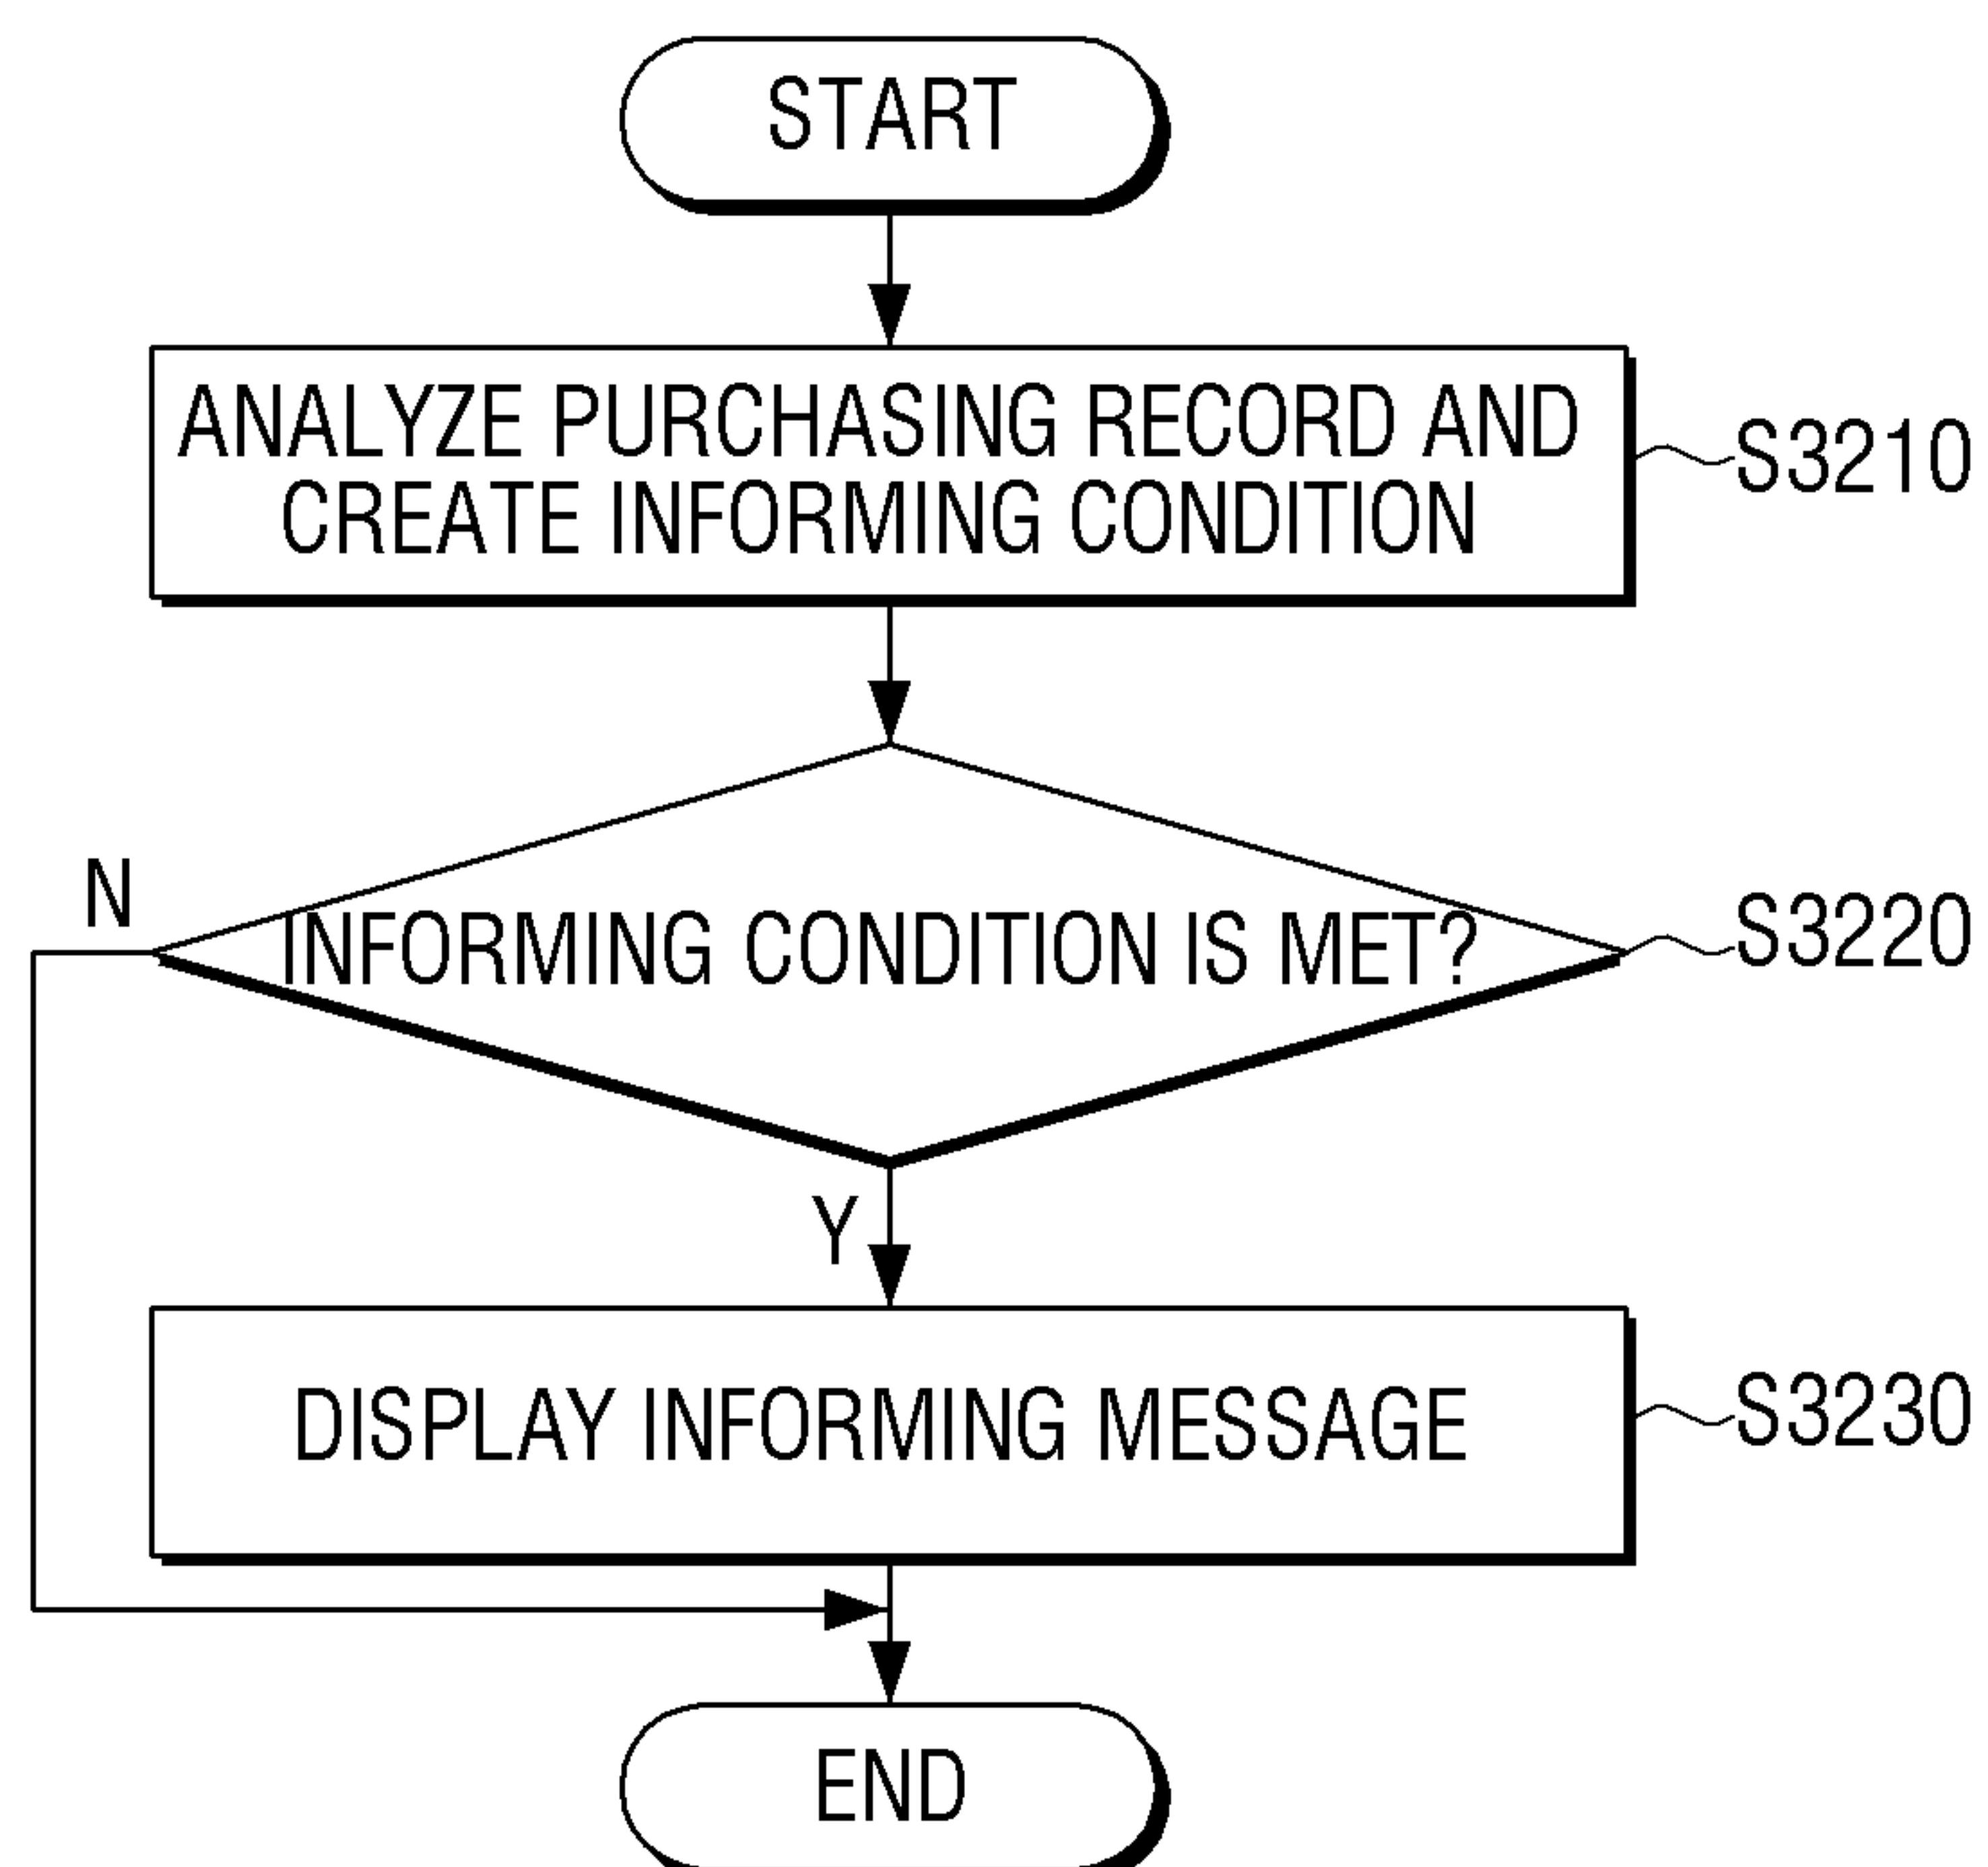 START
ANALYZE PURCHASING RECORD AND
CREATE INFORMING CONDITION
S3210
N
INFORMING CONDITION IS MET?
S3220
Y
DISPLAY INFORMING MESSAGE
S3230
END